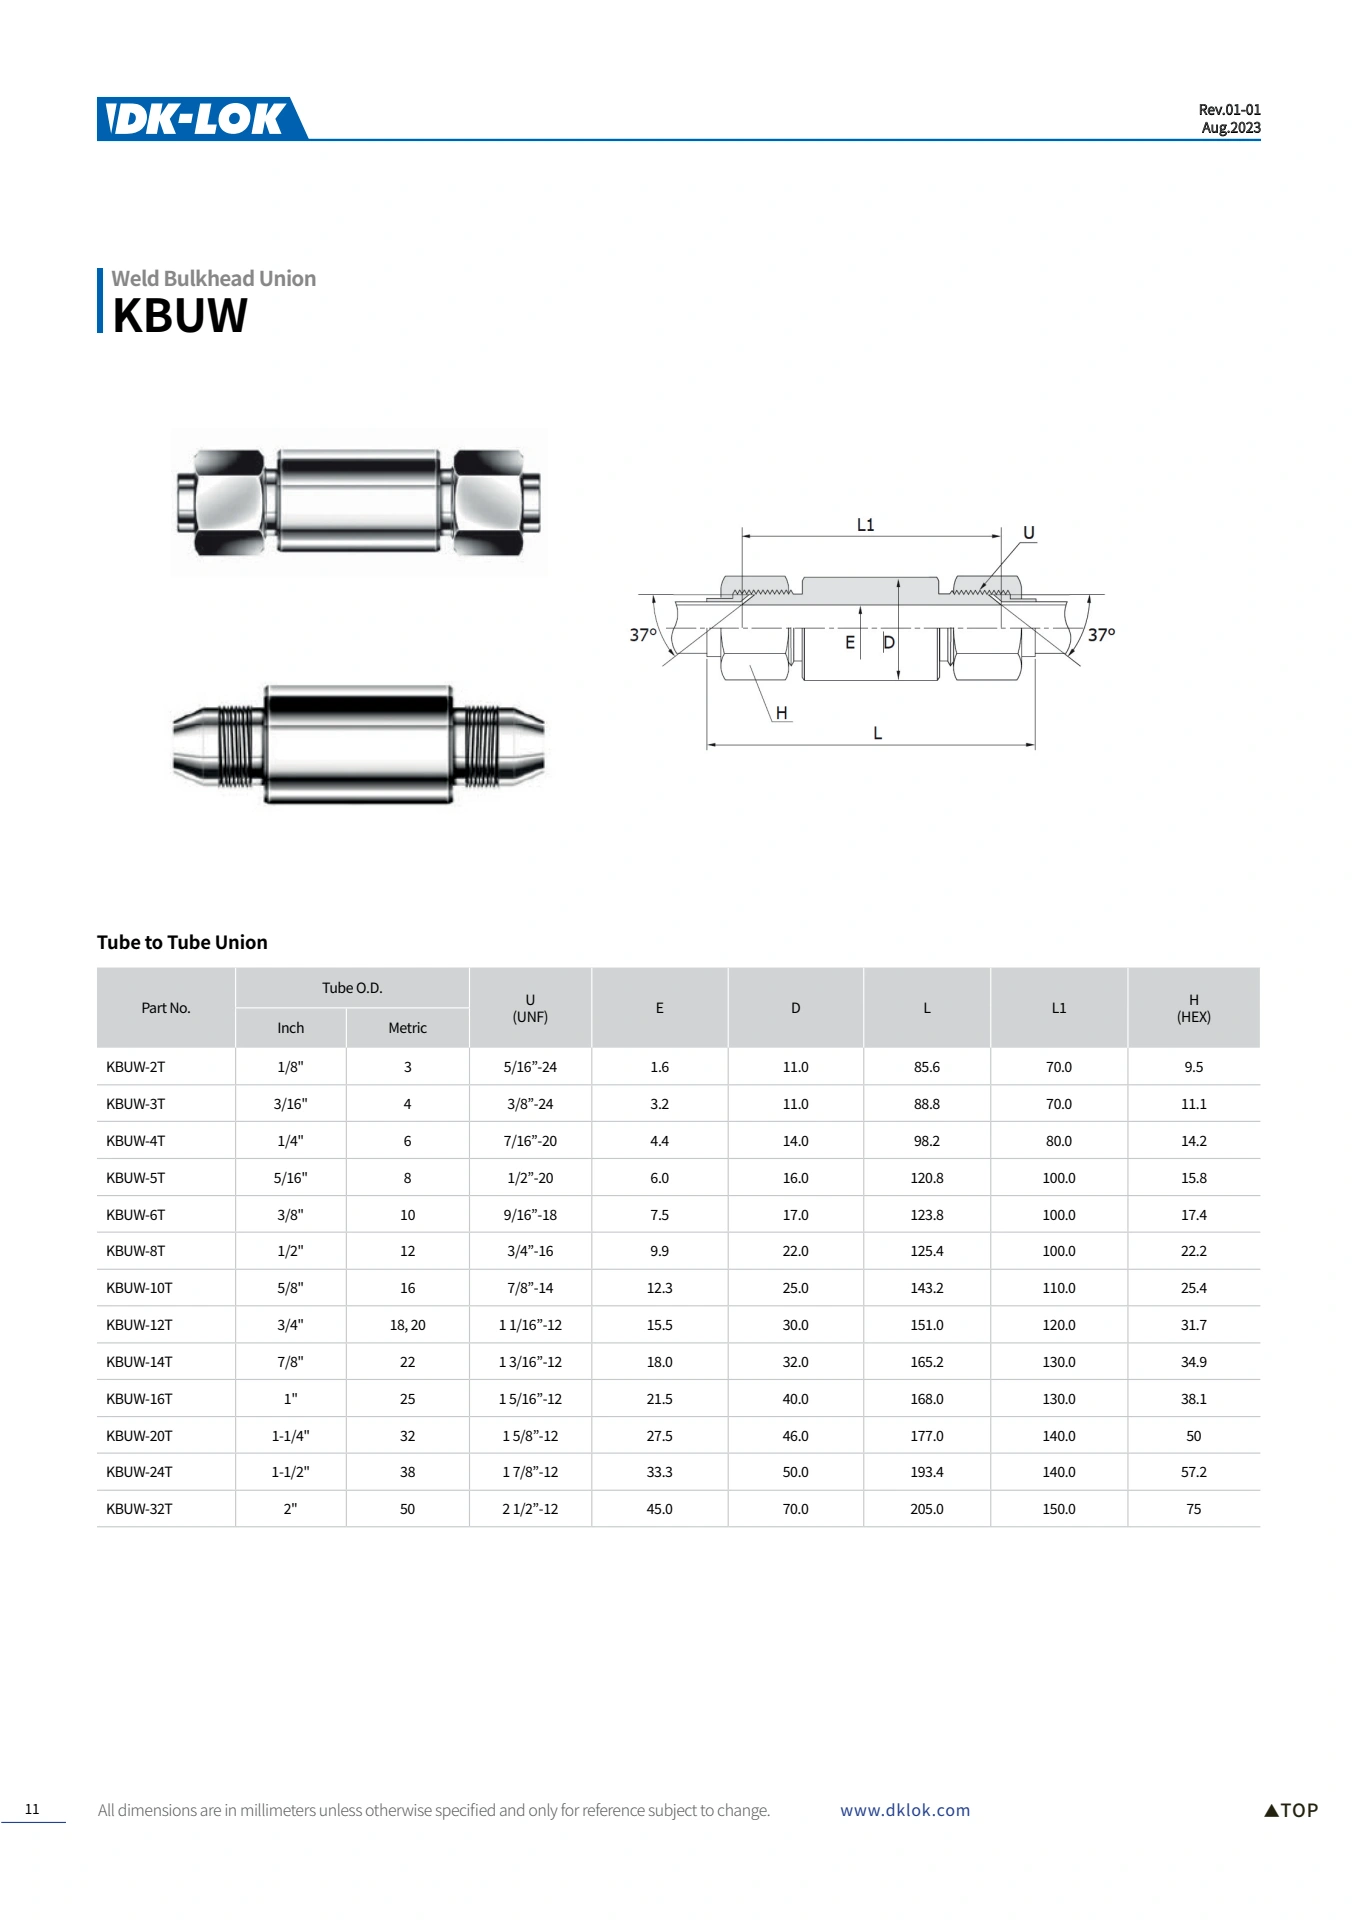 DK-LOK
Rev.01-01
Aug.2023
Weld Bulkhead Union
KBUW
L1
U
37º
37º
E
D
H
L
Tube to Tube Union
Part No. Tube O.D. U (UNF) E D L L1 H (HEX)
Inch Metric
KBUW-2T 1/8" 3 5/16”-24 1.6 11.0 85.6 70.0 9.5
KBUW-3T 3/16" 4 3/8”-24 3.2 11.0 88.8 70.0 11.1
KBUW-4T 1/4" 6 7/16”-20 4.4 14.0 98.2 80.0 14.2
KBUW-5T 5/16" 8 1/2”-20 6.0 16.0 120.8 100.0 15.8
KBUW-6T 3/8" 10 9/16”-18 7.5 17.0 123.8 100.0 17.4
KBUW-8T 1/2" 12 3/4”-16 9.9 22.0 125.4 100.0 22.2
KBUW-10T 5/8" 16 7/8”-14 12.3 25.0 143.2 110.0 25.4
KBUW-12T 3/4" 18, 20 1 1/16”-12 15.5 30.0 151.0 120.0 31.7
KBUW-14T 7/8" 22 1 3/16”-12 18.0 32.0 165.2 130.0 34.9
KBUW-16T 1" 25 1 5/16”-12 21.5 40.0 168.0 130.0 38.1
KBUW-20T 1-1/4" 32 1 5/8”-12 27.5 46.0 177.0 140.0 50
KBUW-24T 1-1/2" 38 1 7/8”-12 33.3 50.0 193.4 140.0 57.2
KBUW-32T 2" 50 2 1/2”-12 45.0 70.0 205.0 150.0 75
11
All dimensions are in millimeters unless otherwise specified and only for reference subject to change.
www.dklok.com
▲TOP